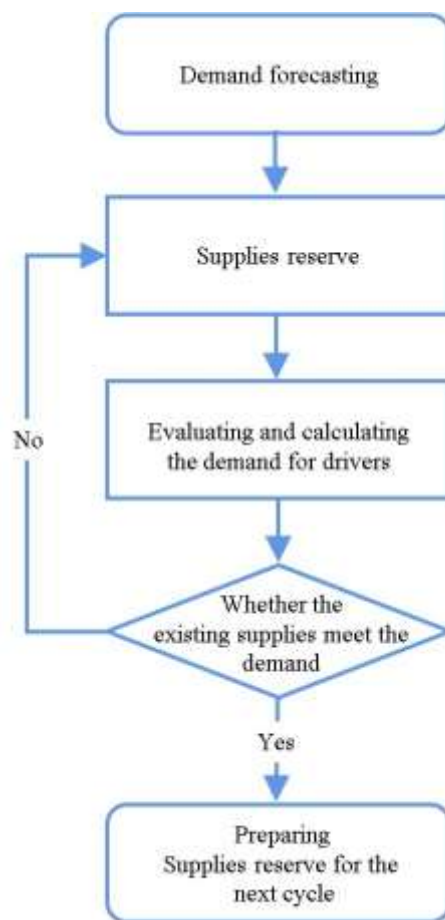 Demand forecasting
Supplies reserve
Evaluating and calculating
the demand for drivers
No
Whether the
existing supplies meet the
demand
Yes
Preparing
Supplies reserve for the
next cycle